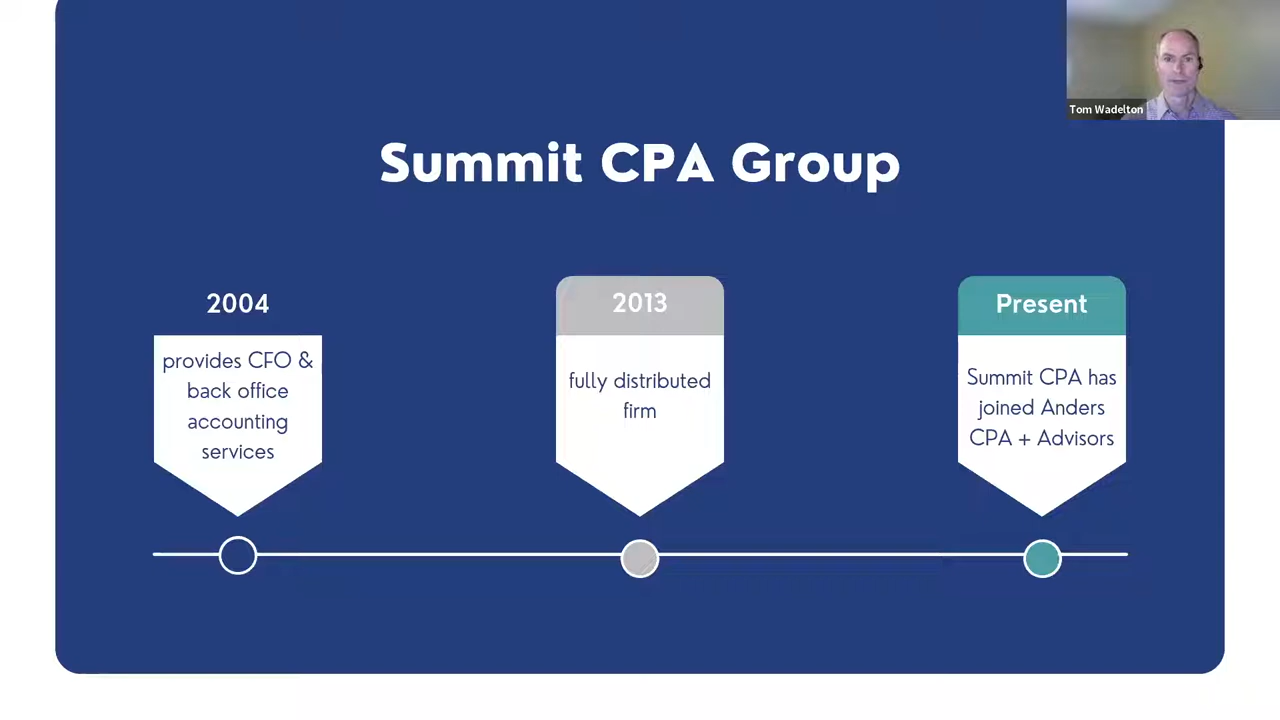 Tom Wadelton
Summit CPA Group
2004
provides CFO &
back office
accounting
services
2013
fully distributed
firm
Present
Summit CPA has
joined Anders
CPA + Advisors